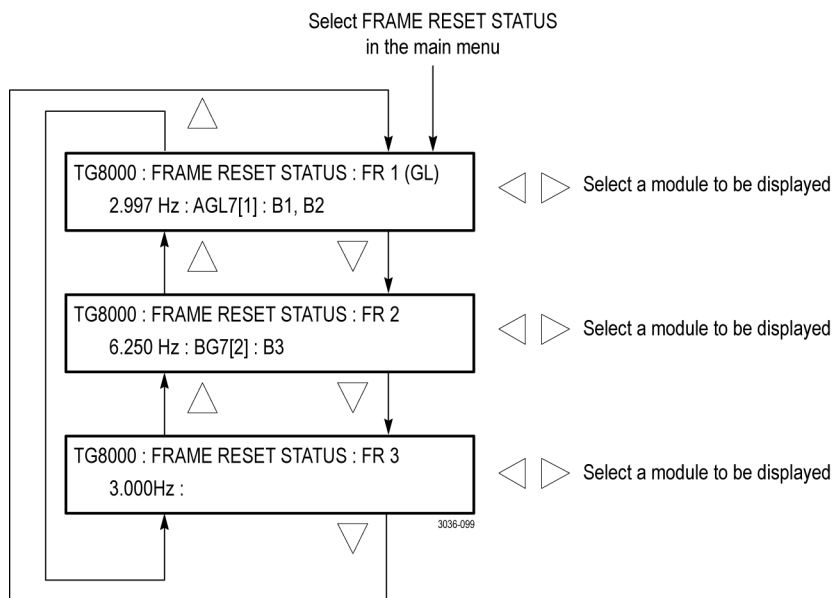 Select FRAME RESET STATUS
in the main menu
TG8000 : FRAME RESET STATUS : FR 1 (GL)
2.997 Hz : AGL7[1] : B1, B2
Select a module to be displayed
TG8000 : FRAME RESET STATUS : FR 2
6.250 Hz : BG7[2] : B3
Select a module to be displayed
TG8000 : FRAME RESET STATUS : FR 3
3.000Hz :
Select a module to be displayed
3036-099